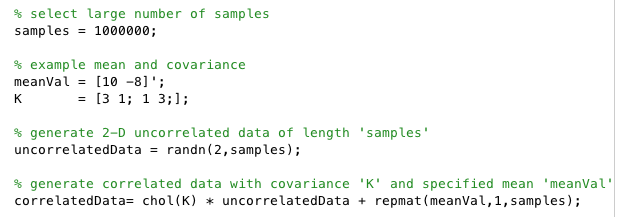 % select large number of samples
samples = 1000000;
% example mean and covariance
meanVal = [10 -8]';
K       = [3 1; 1 3;];
% generate 2-D uncorrelated data of length 'samples'
uncorrelatedData = randn(2,samples);
% generate correlated data with covariance 'K' and specified mean 'meanVal'
correlatedData= chol(K) * uncorrelatedData + repmat(meanVal,1,samples);